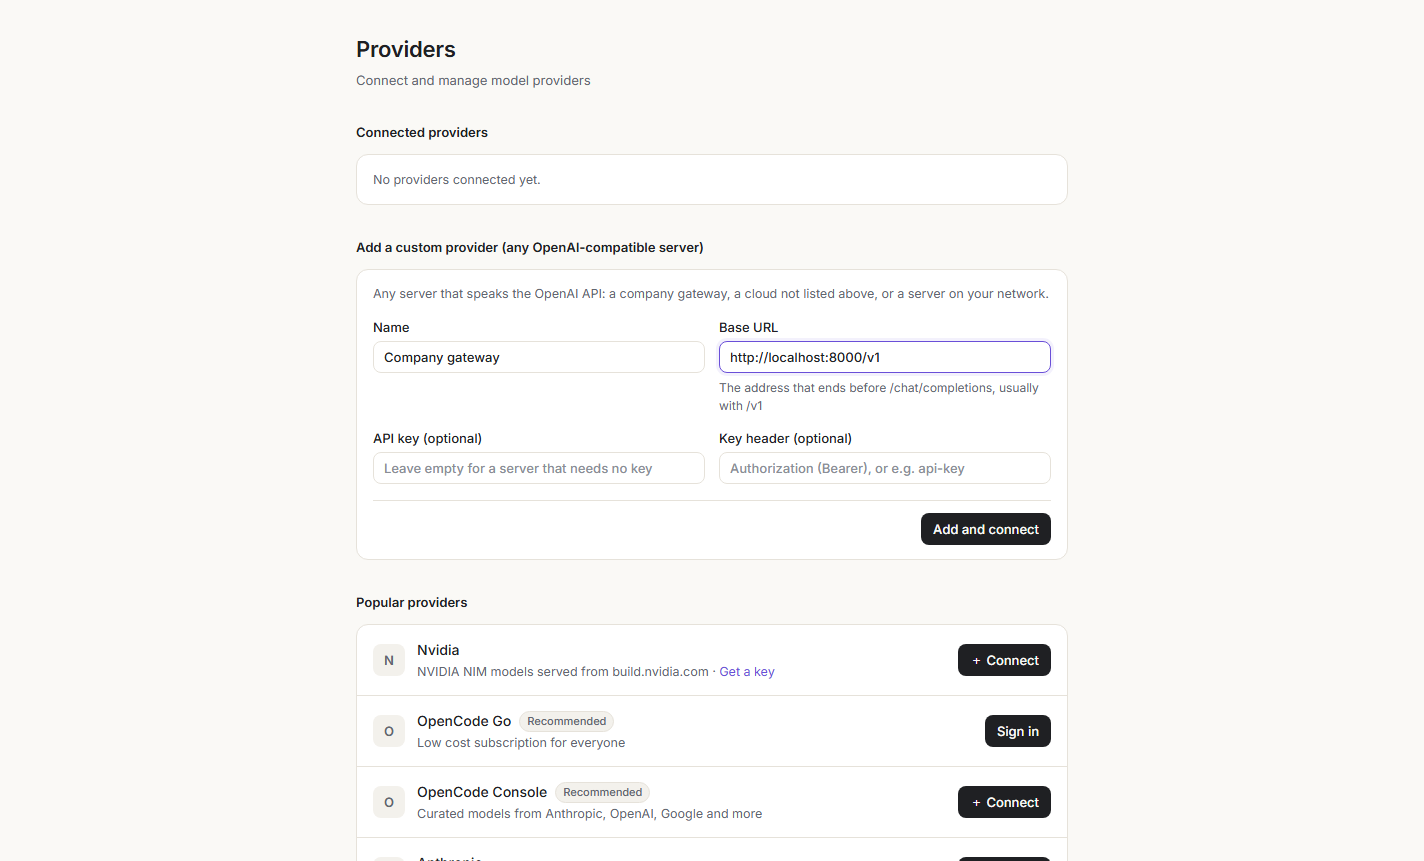 Providers
Connect and manage model providers
Connected providers
No providers connected yet.
Add a custom provider (any OpenAI-compatible server)
Any server that speaks the OpenAI API: a company gateway, a cloud not listed above, or a server on your network.
Name
Company gateway
Base URL
http://localhost:8000/v1
The address that ends before /chat/completions, usually
with /v1
API key (optional)
Leave empty for a server that needs no key
Key header (optional)
Authorization (Bearer), or e.g. api-key
Add and connect
Popular providers
N
Nvidia
NVIDIA NIM models served from build.nvidia.com · Get a key
+ Connect
O
OpenCode Go Recommended
Low cost subscription for everyone
Sign in
O
OpenCode Console Recommended
Curated models from Anthropic, OpenAI, Google and more
+ Connect
Anthropic